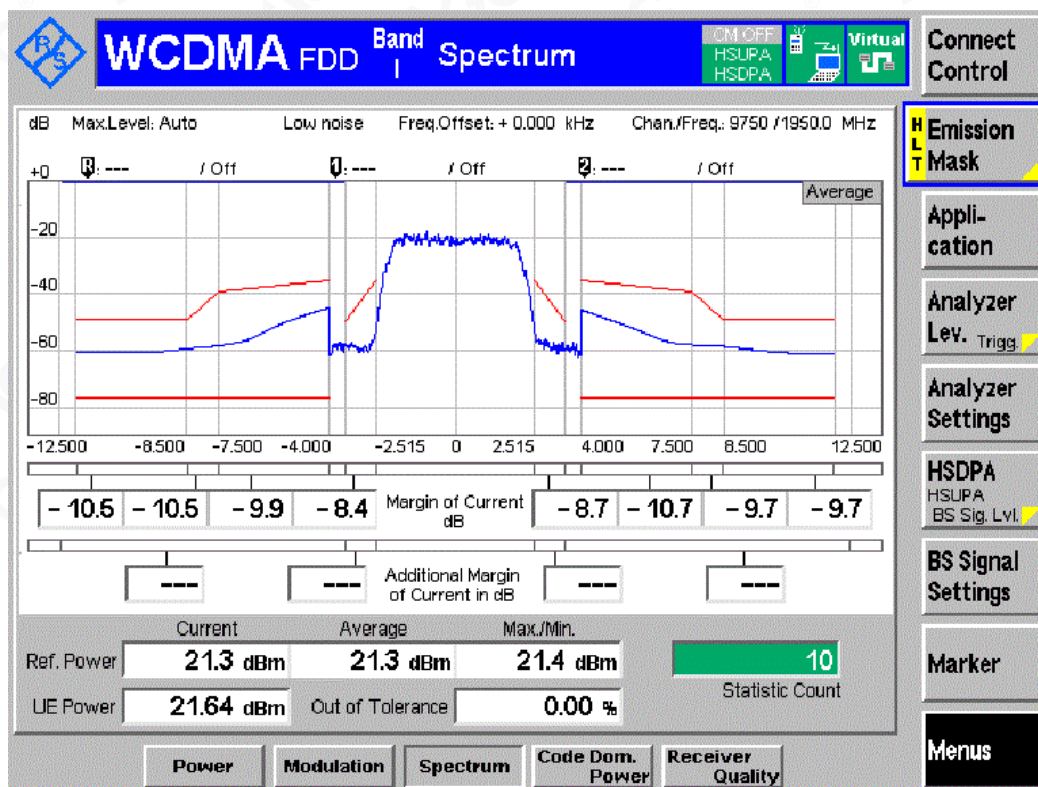 R&S WCDMA FDD Band I Spectrum
CM OFF
HSUPA
HSDPA
Virtual
Connect
Control
dB Max.Level: Auto Low noise Freq.Offset: + 0.000 kHz Chan./Freq.: 9750 / 1950.0 MHz
HLT
Emission
Mask
R: --- / Off 1: --- / Off 2: --- / Off
Average
+0
-20
-40
-60
-80
Appli-
cation
Analyzer
Lev. Trigg.
Analyzer
Settings
-12.500 -8.500 -7.500 -4.000 -2.515 0 2.515 4.000 7.500 8.500 12.500
HSDPA
HSUPA
BS Sig. Lvl.
- 10.5 - 10.5 - 9.9 - 8.4 Margin of Current dB - 8.7 - 10.7 - 9.7 - 9.7
--- --- Additional Margin of Current in dB --- ---
BS Signal
Settings
Current Average Max./Min.
Ref. Power 21.3 dBm 21.3 dBm 21.4 dBm 10
Statistic Count
UE Power 21.64 dBm Out of Tolerance 0.00 %
Marker
Menus
Power Modulation Spectrum Code Dom. Power Receiver Quality